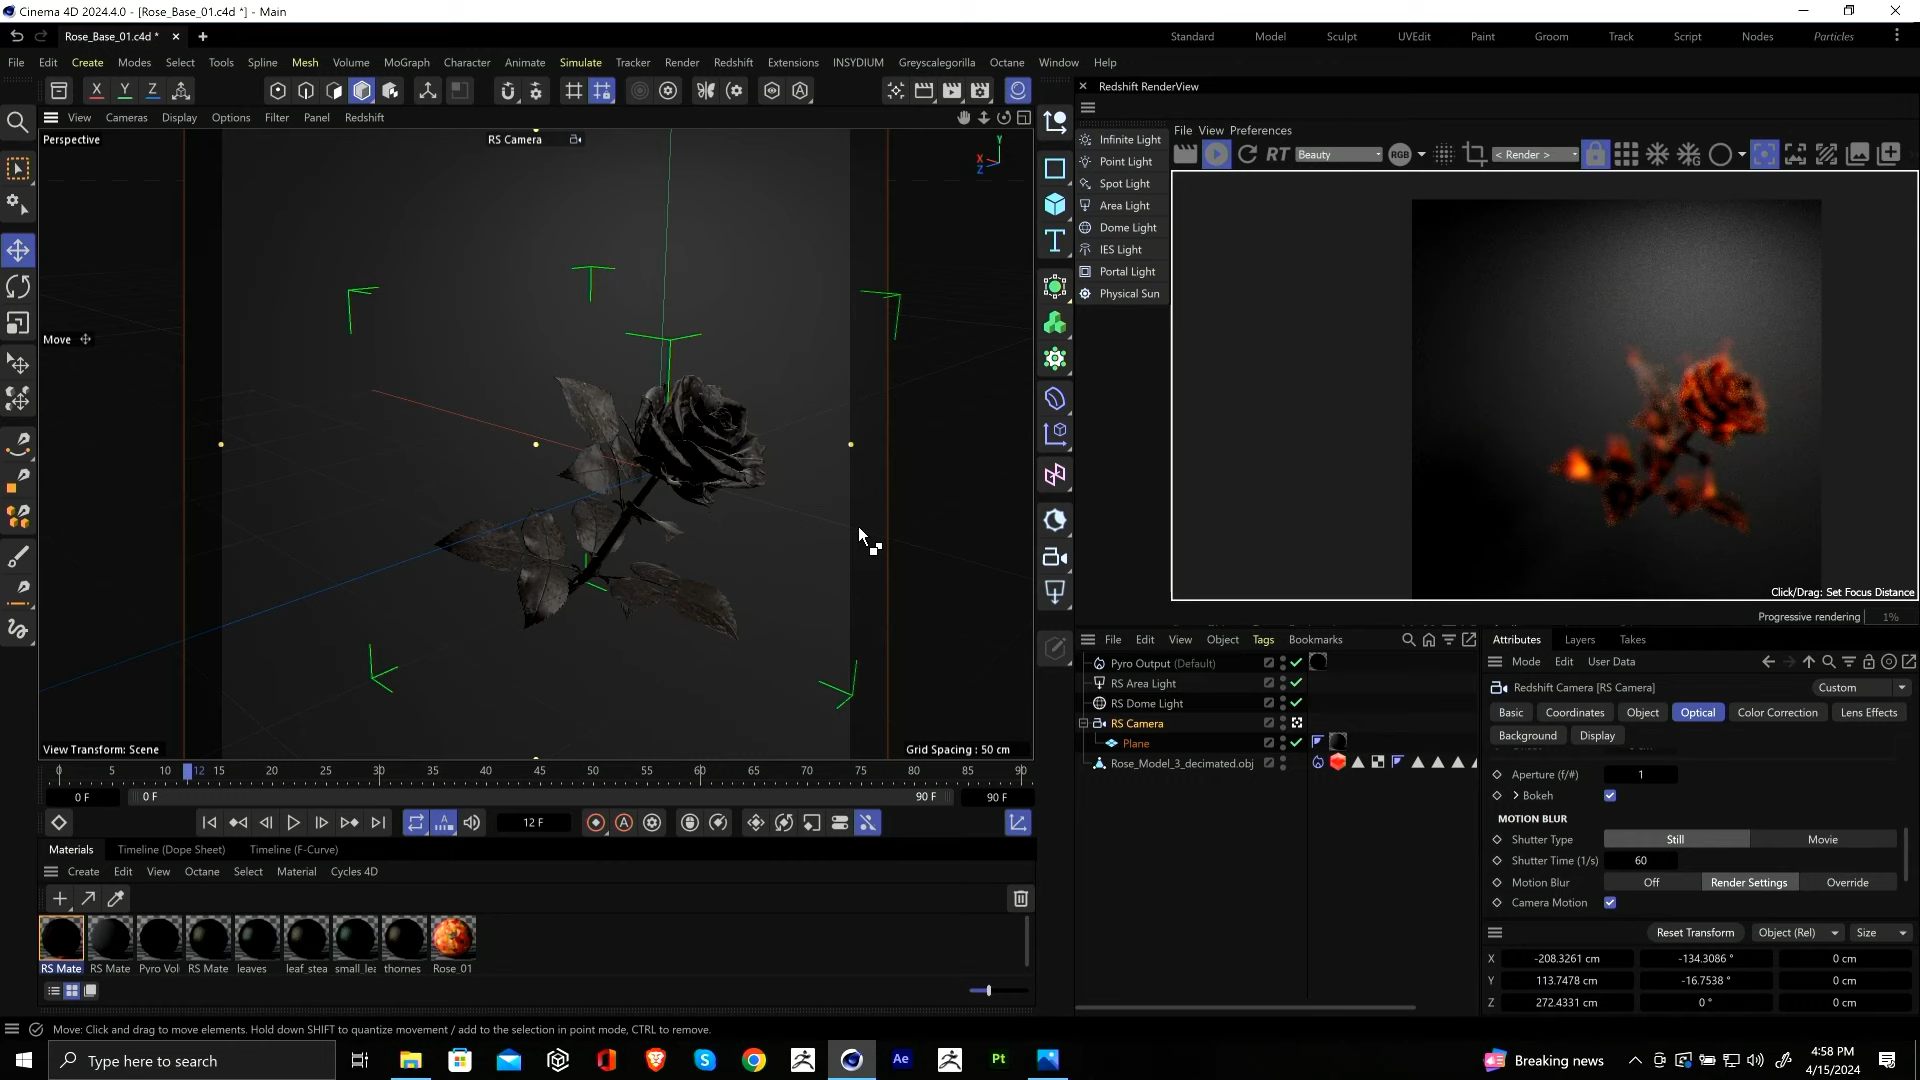 Cinema 4D 2024.4.0 - [Rose_Base_01.c4d *] - Main
Rose_Base_01.c4d *
Standard Model Sculpt UVEdit Paint Groom Track Script Nodes Particles
File Edit Create Modes Select Tools Spline Mesh Volume MoGraph Character Animate Simulate Tracker Render Redshift Extensions INSYDIUM Greyscalegorilla Octane Window Help
X Y Z
View Cameras Display Options Filter Panel Redshift
Perspective
RS Camera
Y
X
Z
Move
View Transform: Scene
Grid Spacing : 50 cm
Redshift RenderView
Infinite Light
Point Light
Spot Light
Area Light
Dome Light
IES Light
Portal Light
Physical Sun
File View Preferences
RT Beauty RGB < Render >
Click/Drag: Set Focus Distance
Progressive rendering 1%
0 5 10 12 15 20 25 30 35 40 45 50 55 60 65 70 75 80 85 90
0 F 0 F 90 F 90 F
12 F
Materials Timeline (Dope Sheet) Timeline (F-Curve)
Create Edit View Octane Select Material Cycles 4D
RS Mate RS Mate Pyro Vol RS Mate leaves leaf_stea small_lea thornes Rose_01
File Edit View Object Tags Bookmarks
Pyro Output (Default)
RS Area Light
RS Dome Light
RS Camera
Plane
Rose_Model_3_decimated.obj
Attributes Layers Takes
Mode Edit User Data
Redshift Camera [RS Camera] Custom
Basic Coordinates Object Optical Color Correction Lens Effects
Background Display
Aperture (f/#) 1
Bokeh
MOTION BLUR
Shutter Type Still Movie
Shutter Time (1/s) 60
Motion Blur Off Render Settings Override
Camera Motion
Reset Transform Object (Rel) Size
X -208.3261 cm -134.3086 ° 0 cm
Y 113.7478 cm -16.7538 ° 0 cm
Z 272.4331 cm 0 ° 0 cm
Move: Click and drag to move elements. Hold down SHIFT to quantize movement / add to the selection in point mode, CTRL to remove.
Type here to search
Ae
Pt
Breaking news
4:58 PM
4/15/2024